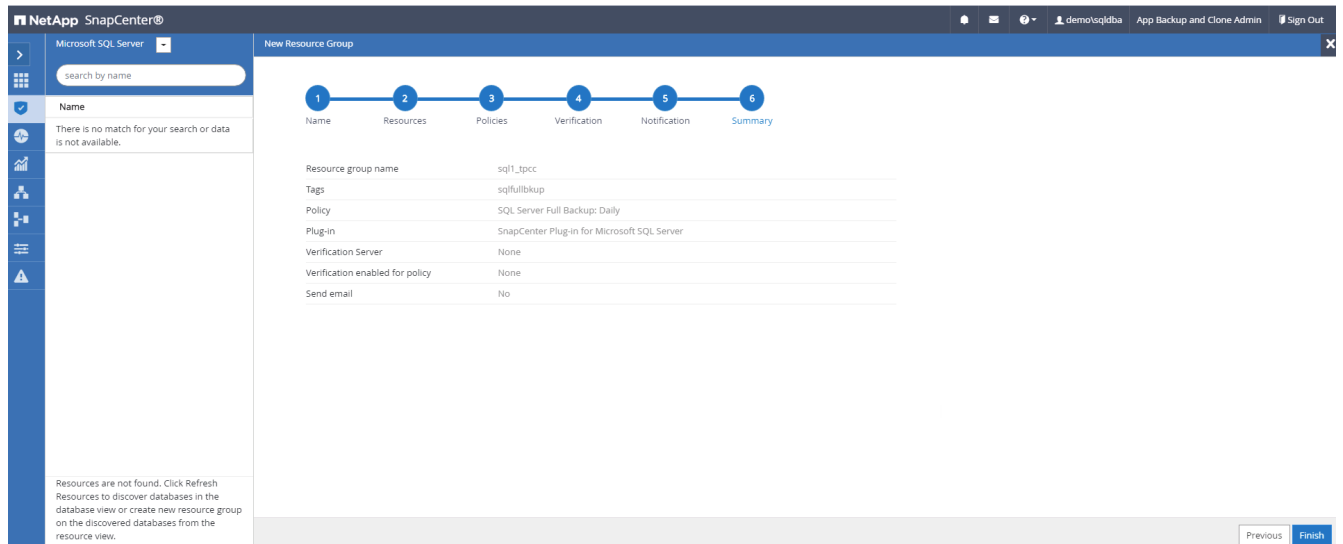 NetApp SnapCenter®
demo\sqldba
App Backup and Clone Admin
Sign Out
Microsoft SQL Server
New Resource Group
search by name
Name
There is no match for your search or data
is not available.
1
2
3
4
5
6
Name
Resources
Policies
Verification
Notification
Summary
Resource group name
sql1_tpcc
Tags
sqlfullbkup
Policy
SQL Server Full Backup: Daily
Plug-in
SnapCenter Plug-in for Microsoft SQL Server
Verification Server
None
Verification enabled for policy
None
Send email
No
Resources are not found. Click Refresh
Resources to discover databases in the
database view or create new resource group
on the discovered databases from the
resource view.
Previous
Finish